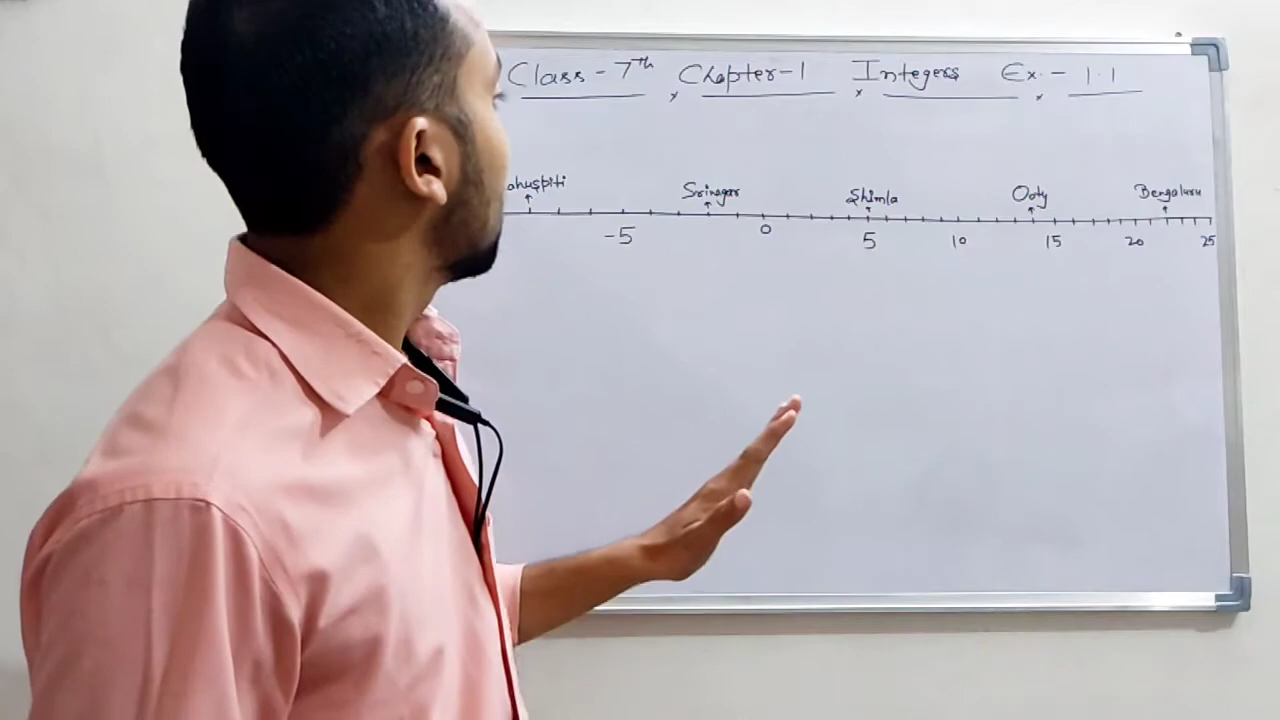 Class - 7th Chapter - 1 Integers Ex. - 1.1
ahuspiti Srinagar Shimla Ooty Bengaluru
-5 0 5 10 15 20 25